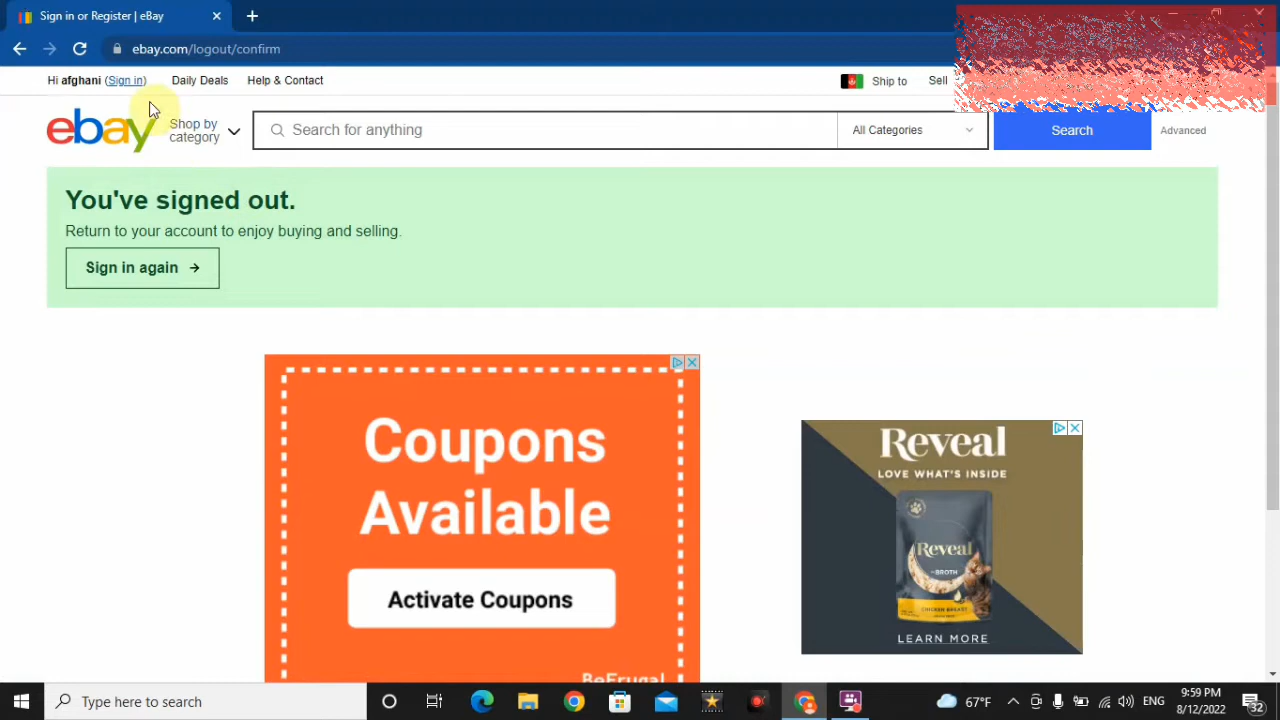 Sign in or Register | eBay
ebay.com/logout/confirm
Hi afghani (Sign in) Daily Deals Help & Contact Ship to Sell
ebay Shop by category Search for anything All Categories Search Advanced
You've signed out.
Return to your account to enjoy buying and selling.
Sign in again →
Coupons
Available
Activate Coupons
BeFrugal
Reveal
LOVE WHAT'S INSIDE
Reveal
BROTH
CHICKEN BREAST
LEARN MORE
Type here to search
67°F
ENG
9:59 PM
8/12/2022
32